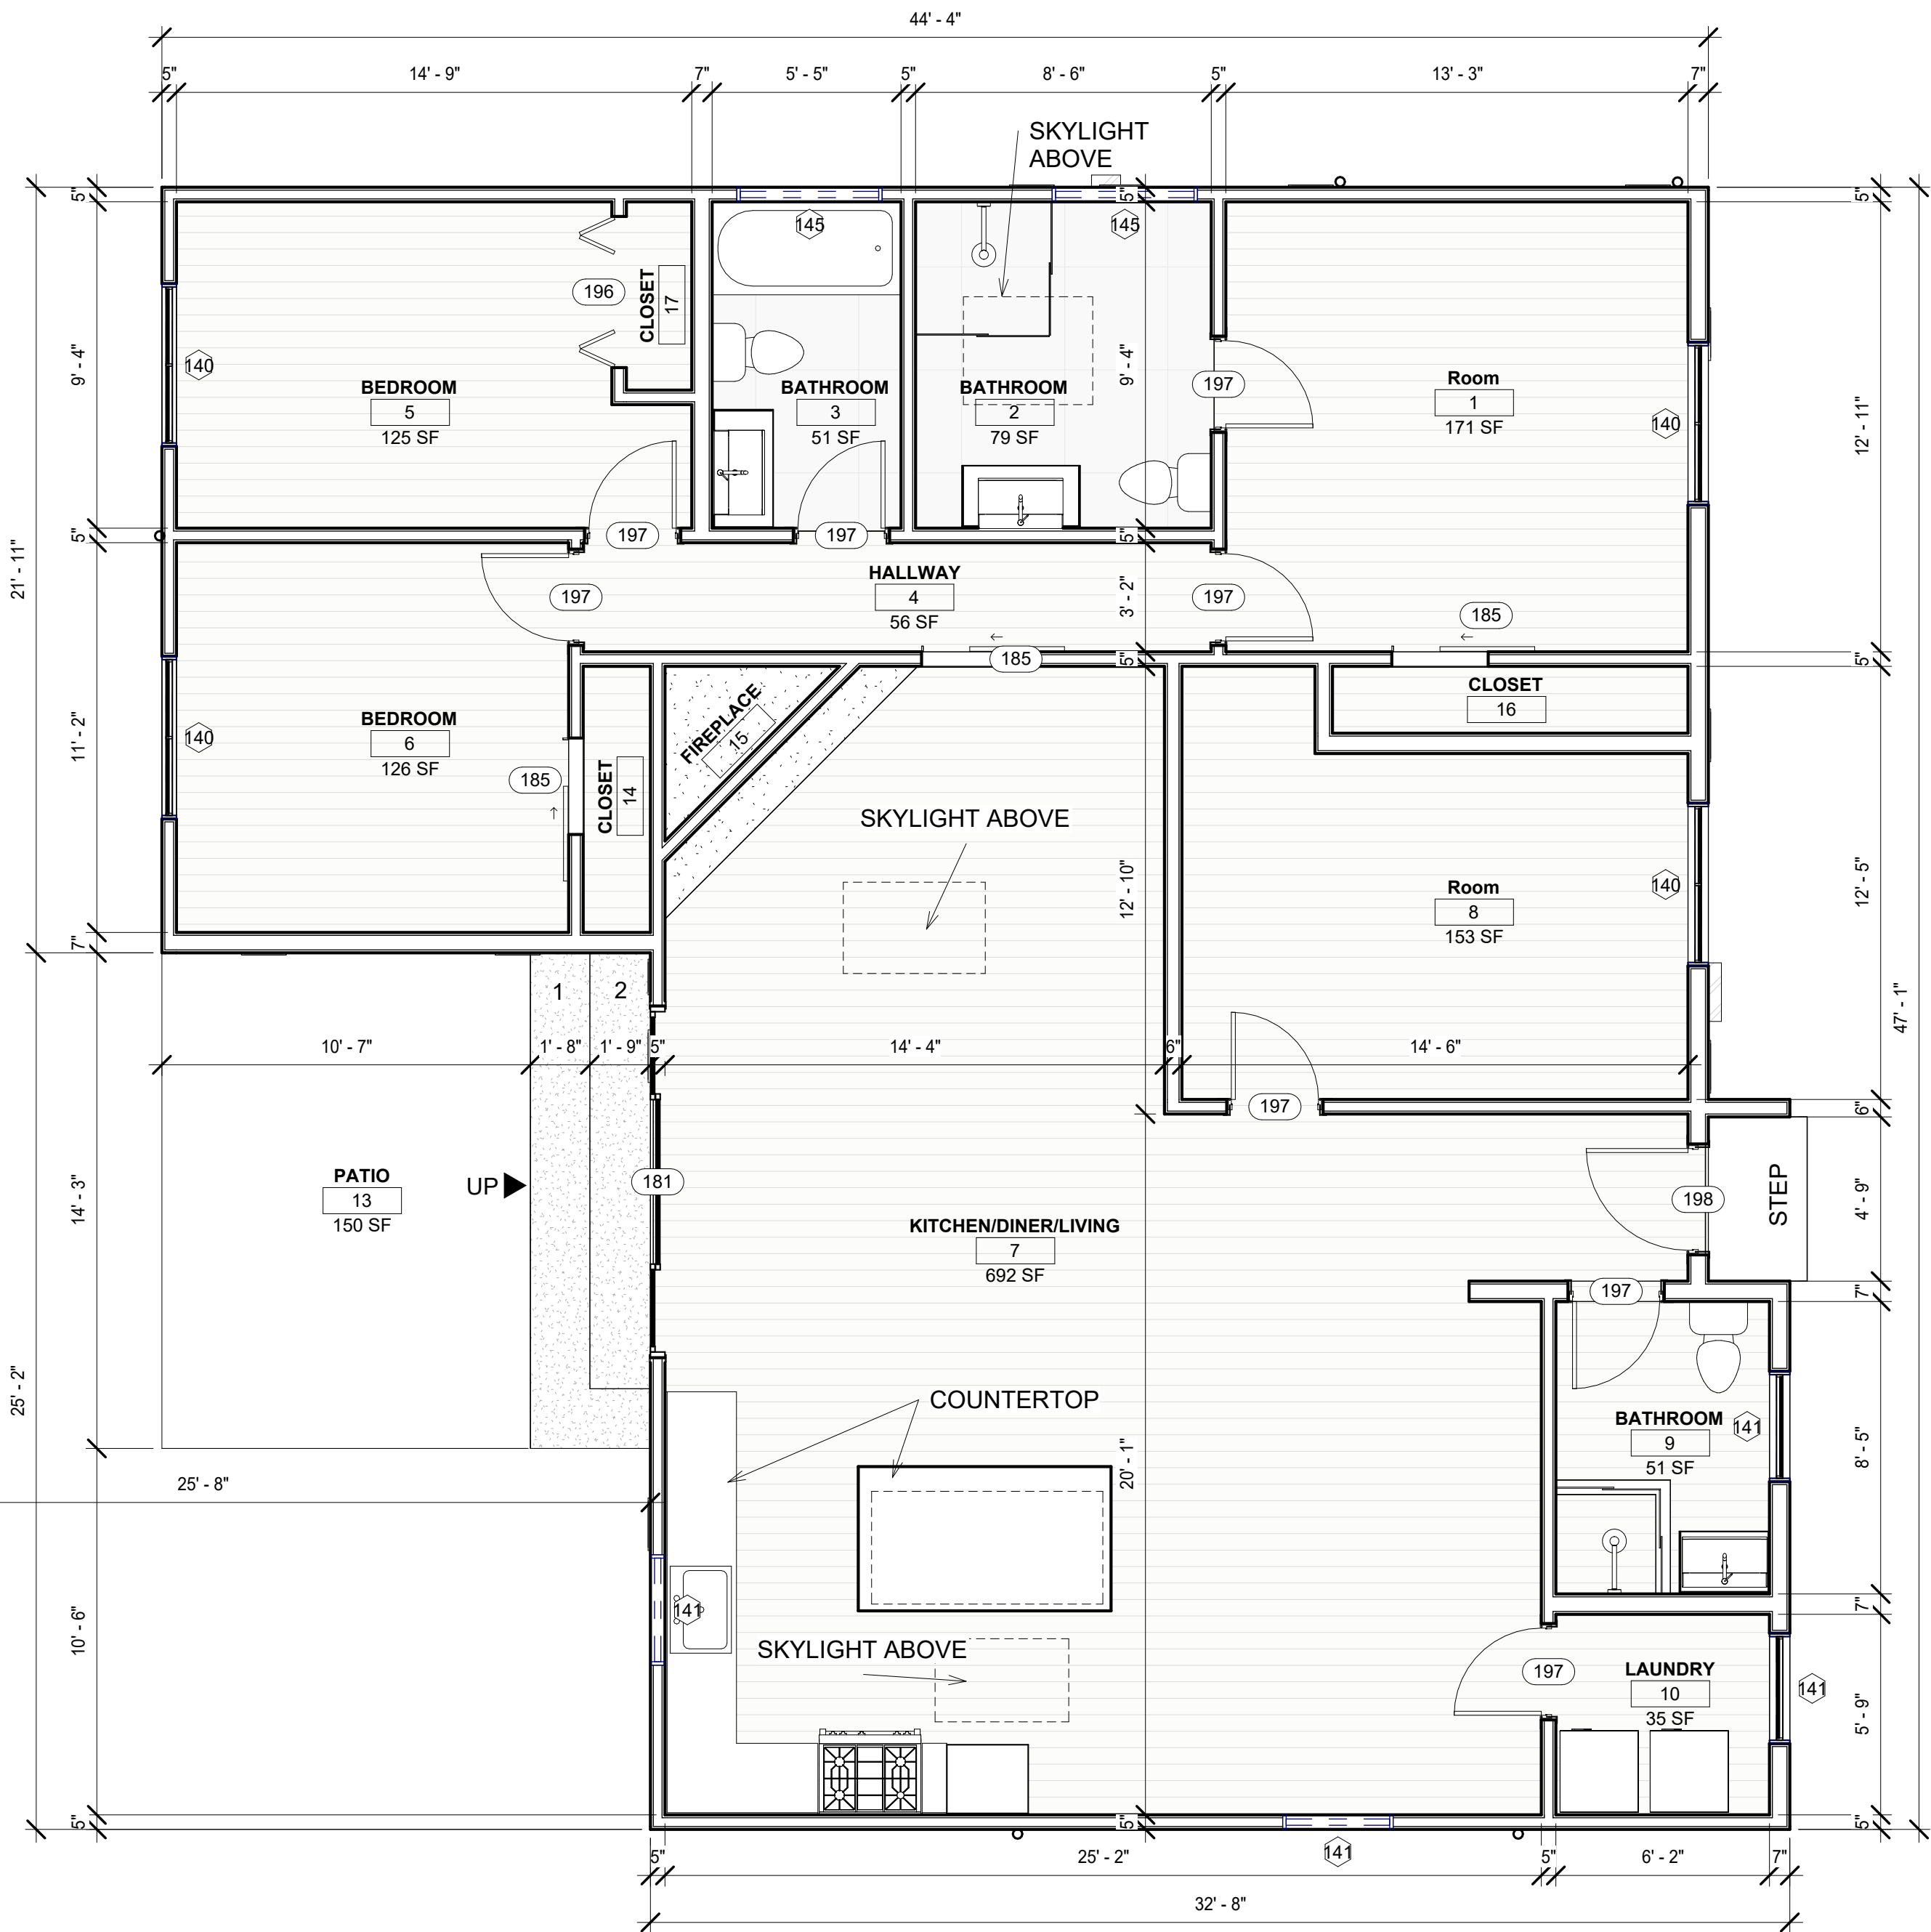 44' - 4"
5" 14' - 9" 7" 5' - 5" 5" 8' - 6" 5" 13' - 3" 7"
SKYLIGHT
ABOVE
5" 5" 5"
145 145
196 CLOSET 17
9' - 4" 140 9' - 4"
BEDROOM
5
125 SF
BATHROOM
3
51 SF
BATHROOM
2
79 SF
197
Room
1
171 SF
140
12' - 11"
5" 197 197 5"
21' - 11"
HALLWAY
4
56 SF
197 3' - 2" 197 185
185 5" 5"
CLOSET
16
FIREPLACE
15
11' - 2" 140
BEDROOM
6
126 SF
185 CLOSET 14
SKYLIGHT ABOVE
12' - 10"
Room
8
153 SF
140
12' - 5"
7"
1 2
47' - 1"
10' - 7" 1' - 8" 1' - 9" 5" 14' - 4" 6" 14' - 6"
197 6"
14' - 3"
PATIO
13
150 SF
UP
181
198 STEP 4' - 9"
KITCHEN/DINER/LIVING
7
692 SF
197 7"
25' - 2"
COUNTERTOP
BATHROOM
9
51 SF
141
8' - 5"
25' - 8"
20' - 1"
10' - 6" 141
7"
SKYLIGHT ABOVE
197
LAUNDRY
10
35 SF
141
5' - 9"
5" 5" 5"
141
5" 25' - 2" 5" 6' - 2" 7"
32' - 8"